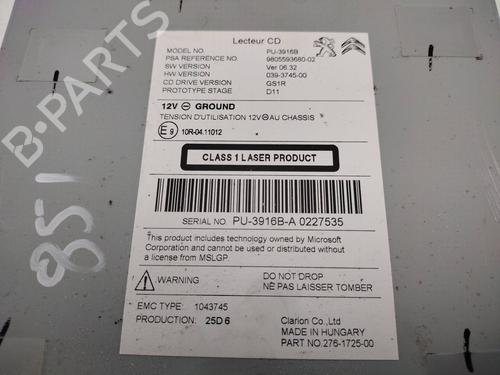 Lecteur CD
MODEL NO. PU-3916B
PSA REFERENCE NO. 9805593680-02
SW VERSION Ver 06.32
HW VERSION 039-3745-00
CD DRIVE VERSION GS1R
PROTOTYPE STAGE D11
12V ⊖ GROUND
TENSION D'UTILISATION 12V ⊖ AU CHASSIS
E9 10R-04.11012
CLASS 1 LASER PRODUCT
SERIAL NO. PU-3916B-A 0227535
This product includes technology owned by Microsoft
Corporation and cannot be used or distributed without
a license from MSLGP.
WARNING DO NOT DROP
NE PAS LAISSER TOMBER
EMC TYPE: 1043745
PRODUCTION: 25D6
Clarion Co.,Ltd
MADE IN HUNGARY
PART NO.276-1725-00
B-PARTS